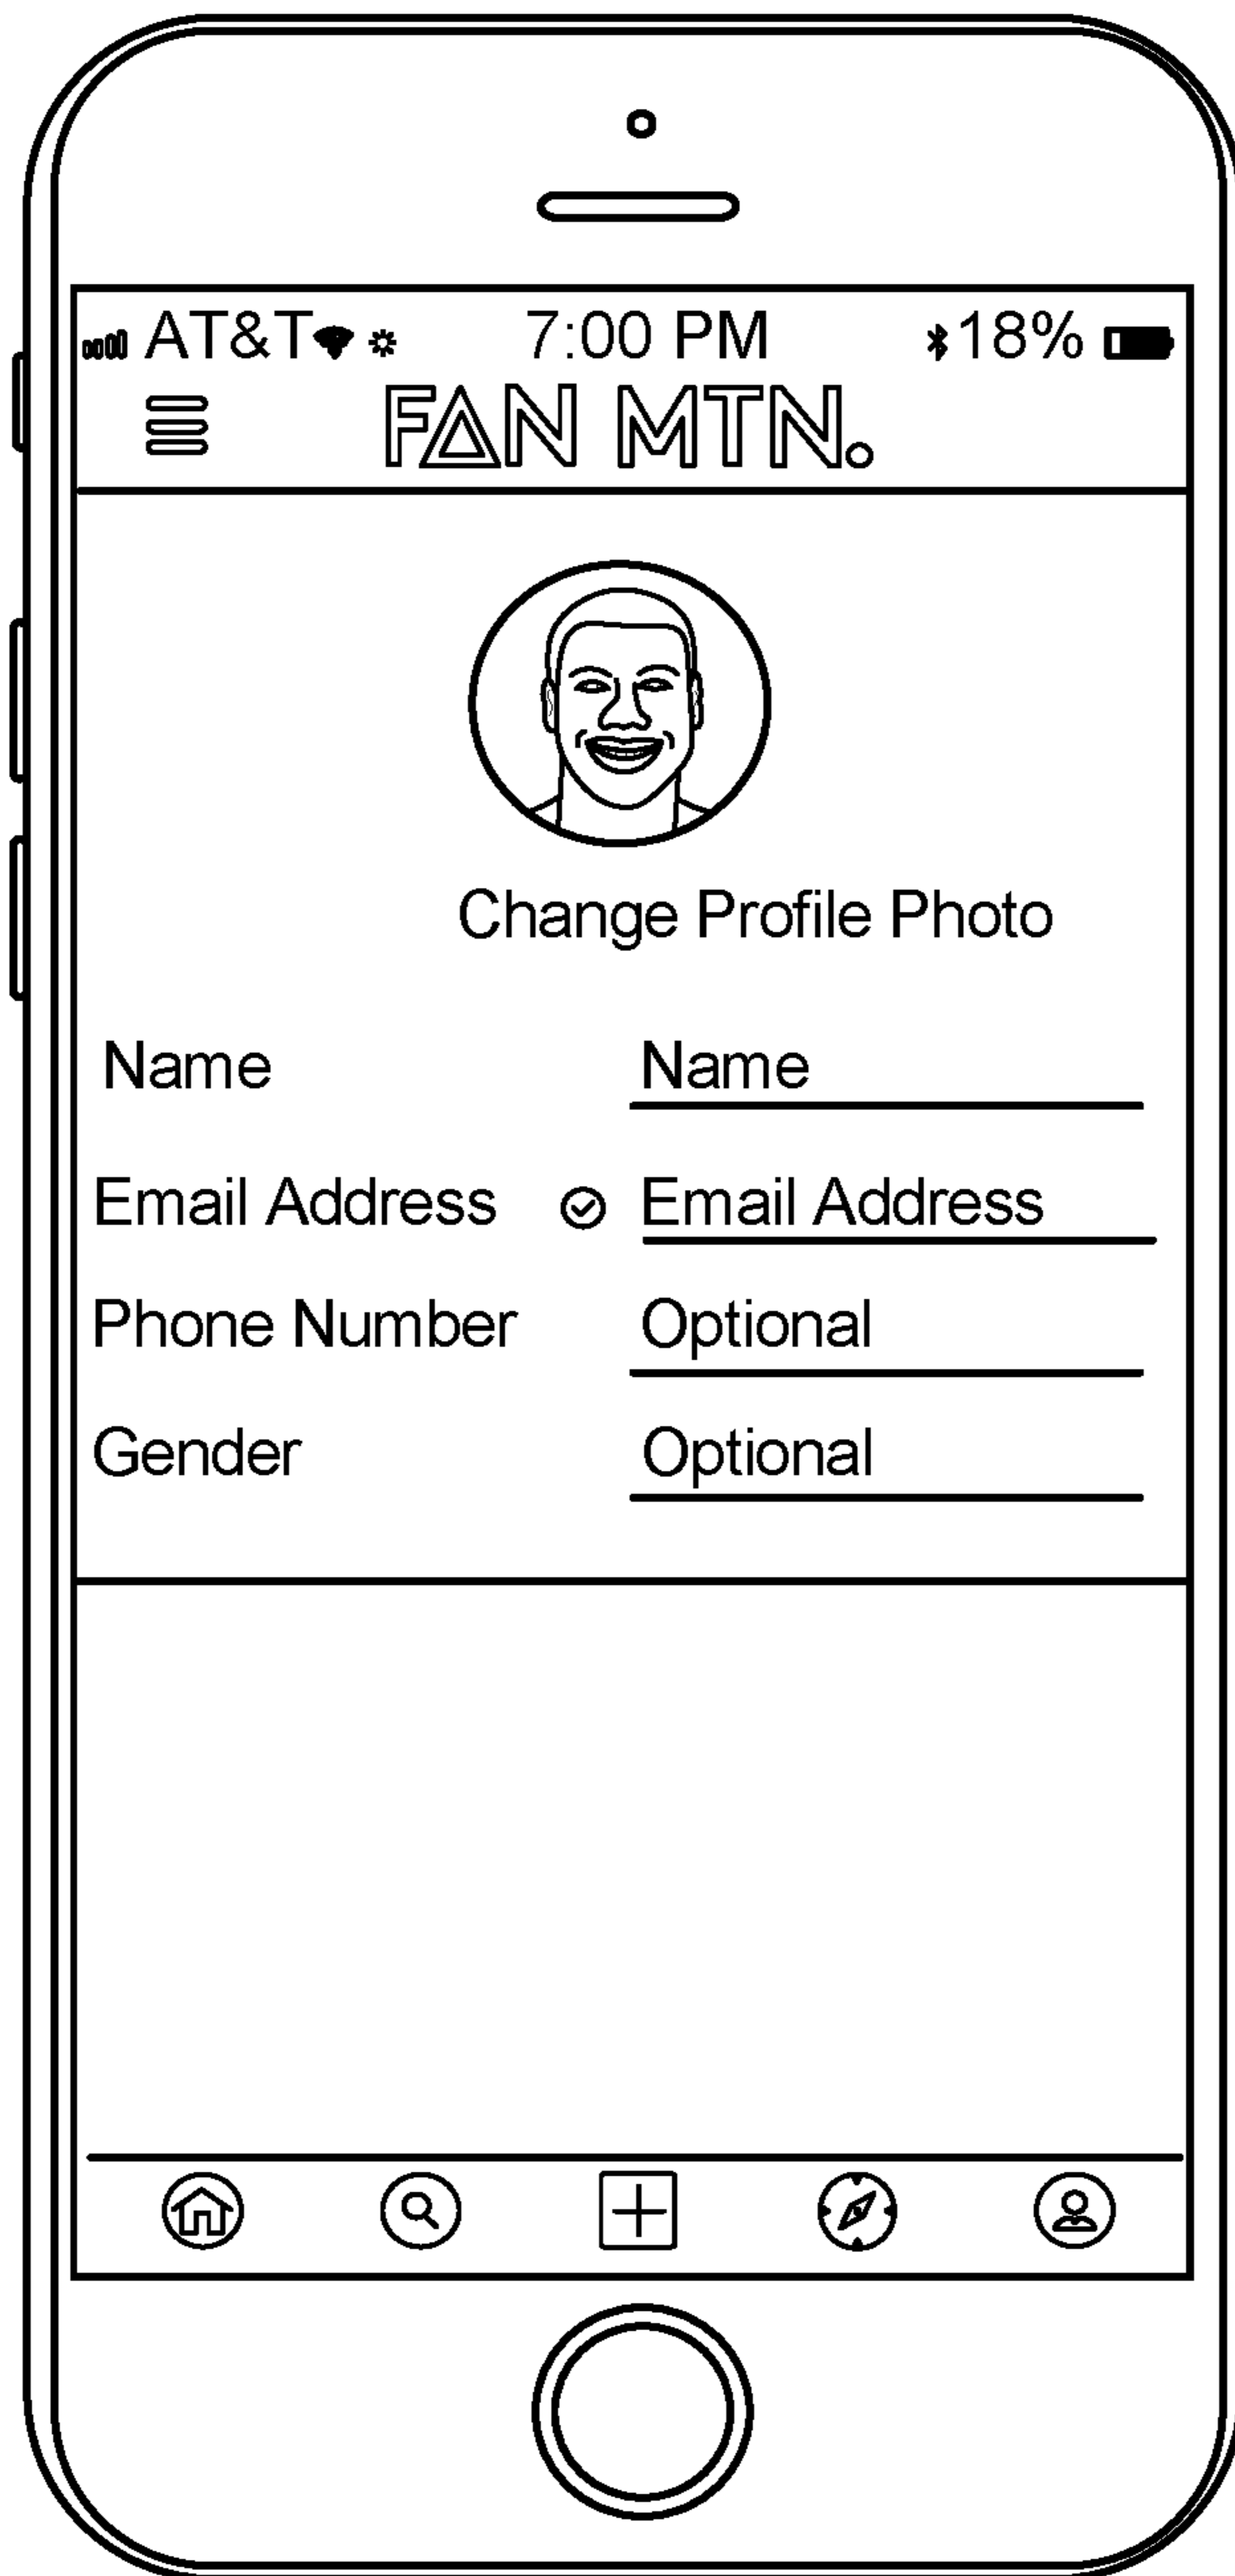 AT&T 7:00 PM 18%
FAN MTN.
Change Profile Photo
Name Name
Email Address Email Address
Phone Number Optional
Gender Optional